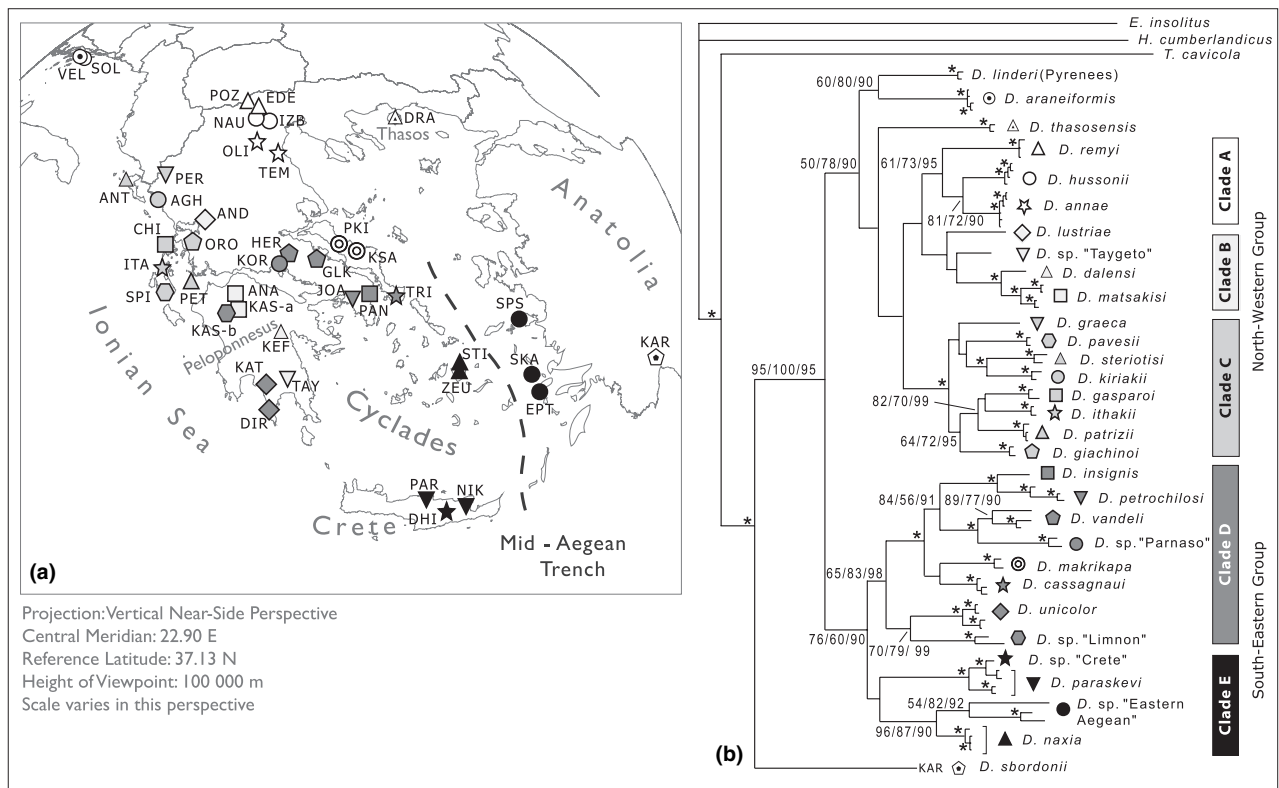 VEL
SOL
POZ
EDE
NAU
IZB
DRA
Thasos
OLI
TEM
PER
ANT
AGH
AND
CHI
ORO
HER
PKI
KOR
KSA
ITA
GLK
SPI
PET
ANA
KAS-a
JOA
TRI
PAN
KAS-b
SPS
Peloponnesus
KEF
KAR
STI
SKA
KAT
TAY
ZEU
EPT
DIR
PAR
NIK
DHI
Anatolia
Ionian Sea
Cyclades
Crete
Mid - Aegean
Trench
(a)
Projection: Vertical Near-Side Perspective
Central Meridian: 22.90 E
Reference Latitude: 37.13 N
Height of Viewpoint: 100 000 m
Scale varies in this perspective
E. insolitus
H. cumberlandicus
T. cavicola
60/80/90
* D. linderi (Pyrenees)
* * D. araneiformis
* D. thasosensis
50/78/90
61/73/95
* D. remyi
* * D. hussonii
* * D. annae
81/72/90
D. lustriae
D. sp. "Taygeto"
* D. dalensi
* * * D. matsakisi
*
95/100/95
D. graeca
* D. pavesii
* D. steriotisi
* * D. kiriakii
*
82/70/99
* D. gasparoi
* D. ithakii
* D. patrizii
64/72/95
* D. giachinoi
* D. insignis
84/56/91
89/77/90
* * D. petrochilosi
* D. vandeli
* * D. sp. "Parnaso"
*
* D. makrikapa
65/83/98
* D. cassagnaui
* * * D. unicolor
76/60/90
70/79/ 99
* D. sp. "Limnon"
* D. sp. "Crete"
* * D. paraskevi
54/82/92
* D. sp. "Eastern
Aegean"
96/87/90
* * D. naxia
*
KAR D. sbordonii
(b)
Clade A
Clade B
Clade C
Clade D
Clade E
North-Western Group
South-Eastern Group